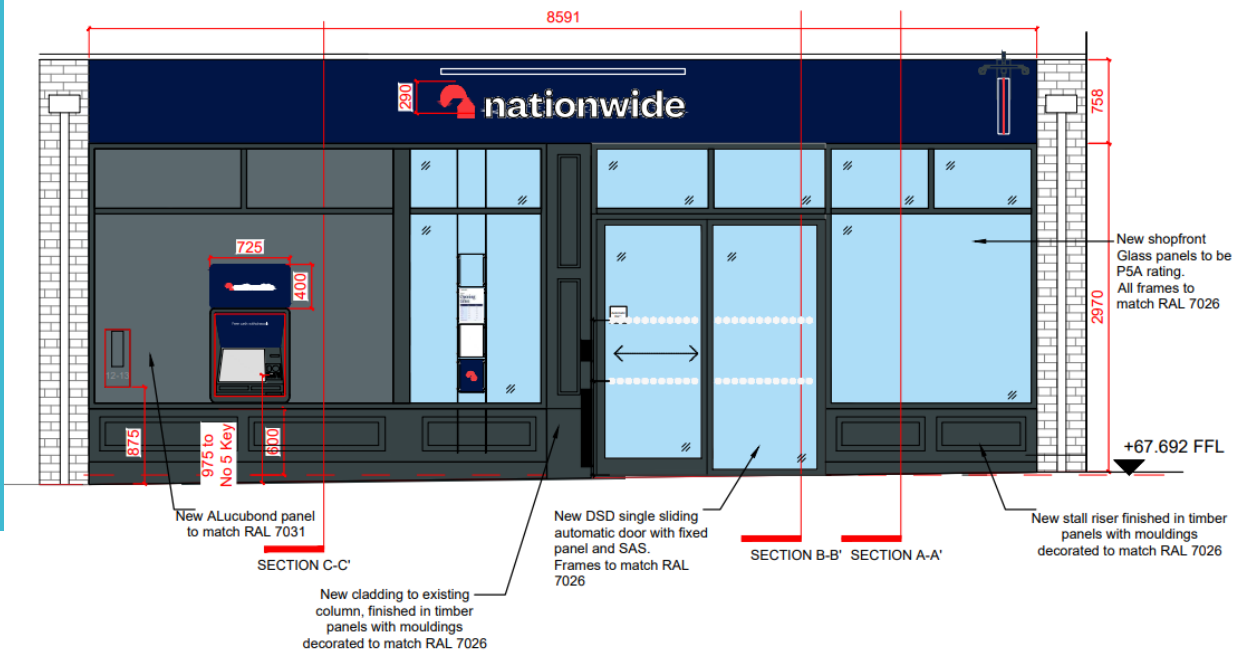 8591
290
nationwide
758
725
400
2970
New shopfront
Glass panels to be
P5A rating.
All frames to
match RAL 7026
12-13
875
975 to
No 5 Key
600
+67.692 FFL
New ALucubond panel
to match RAL 7031
SECTION C-C'
New cladding to existing
column, finished in timber
panels with mouldings
decorated to match RAL 7026
New DSD single sliding
automatic door with fixed
panel and SAS.
Frames to match RAL
7026
SECTION B-B'
SECTION A-A'
New stall riser finished in timber
panels with mouldings
decorated to match RAL 7026